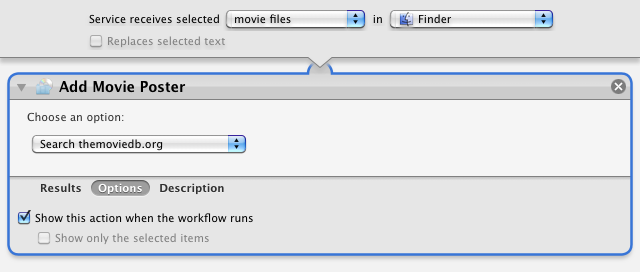 Service receives selected movie files in Finder
Replaces selected text
Add Movie Poster
Choose an option:
Search themoviedb.org
Results Options Description
Show this action when the workflow runs
Show only the selected items